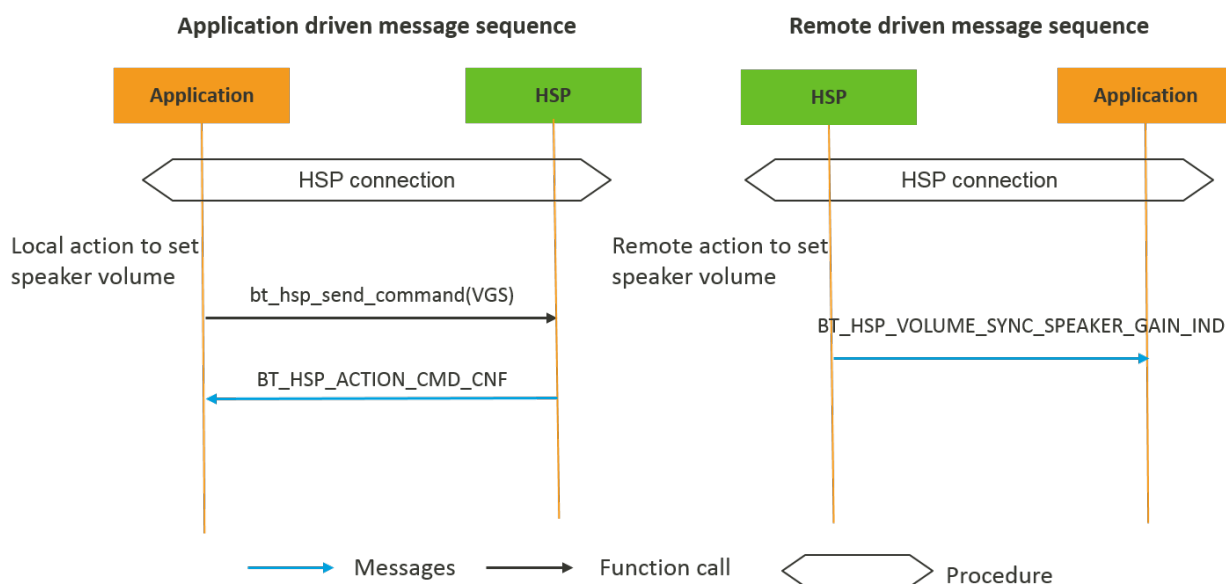 Application driven message sequence
Remote driven message sequence
Application
HSP
HSP
Application
HSP connection
HSP connection
Local action to set
speaker volume
Remote action to set
speaker volume
bt_hsp_send_command(VGS)
BT_HSP_VOLUME_SYNC_SPEAKER_GAIN_IND
BT_HSP_ACTION_CMD_CNF
Messages
Function call
Procedure